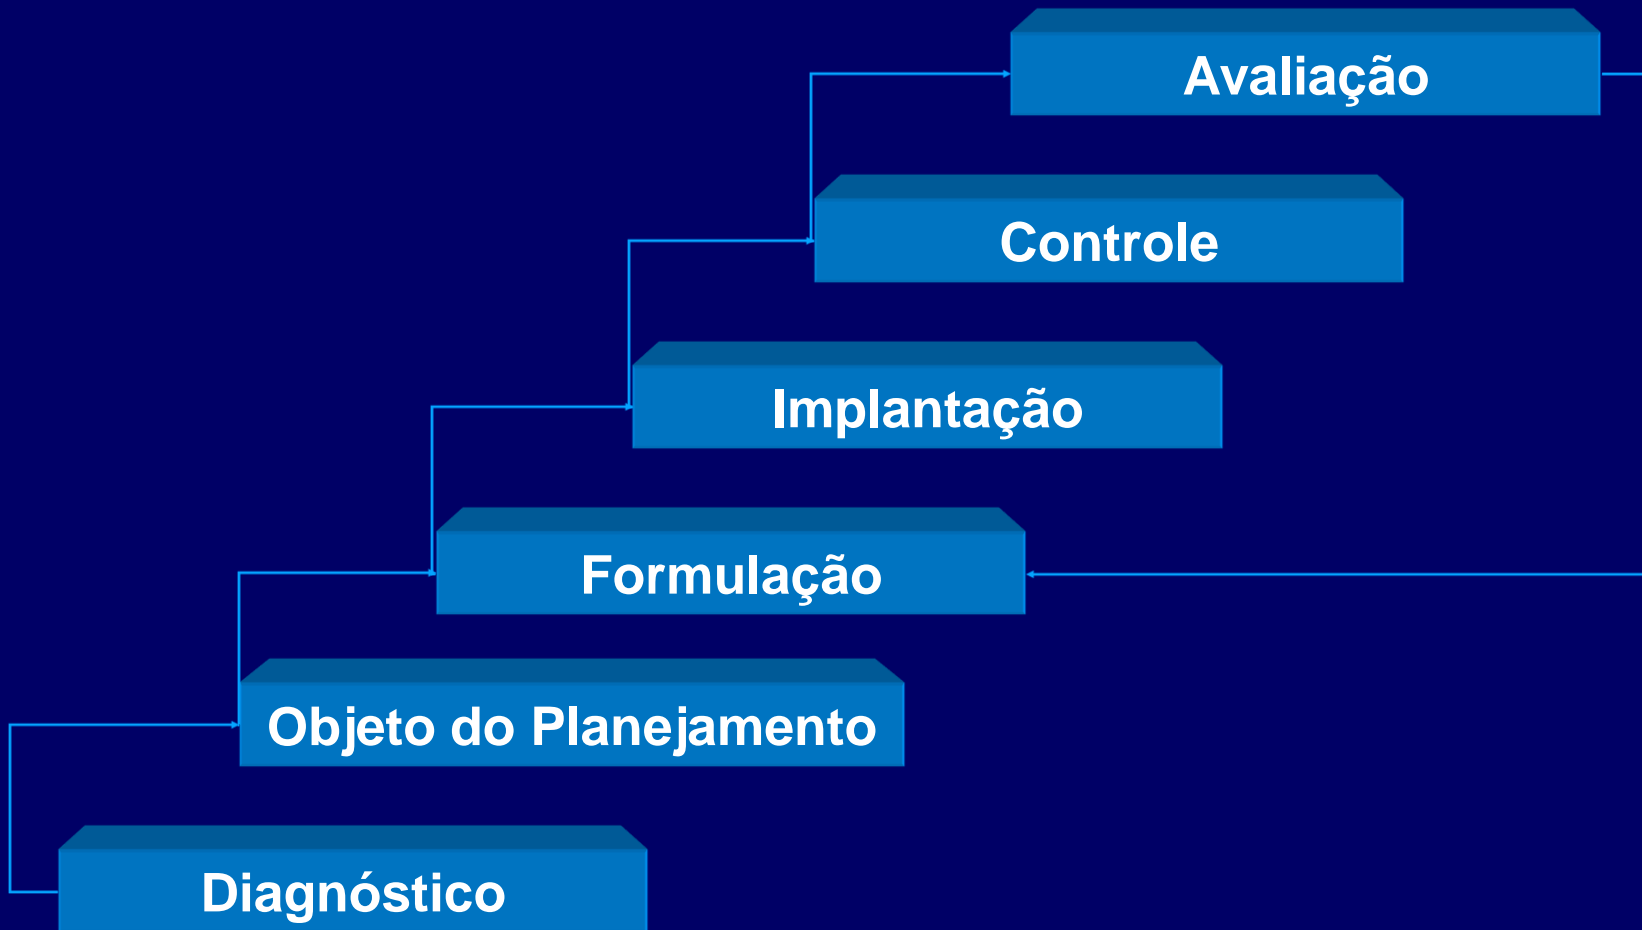 Avaliação
Controle
Implantação
Formulação
Objeto do Planejamento
Diagnóstico